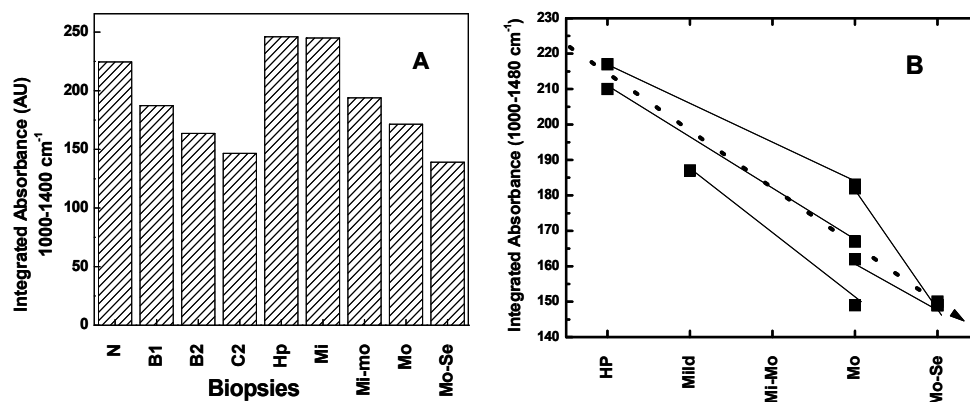 A
Integrated Absorbance (AU)
1000-1400 cm-1
250
200
150
100
50
0
N
B1
B2
C2
Hp
Mi
Mi-mo
Mo
Mo-Se
Biopsies
B
Integrated Absorbance (1000-1480 cm-1)
230
220
210
200
190
180
170
160
150
140
HP
Mild
Mi-Mo
Mo
Mo-Se